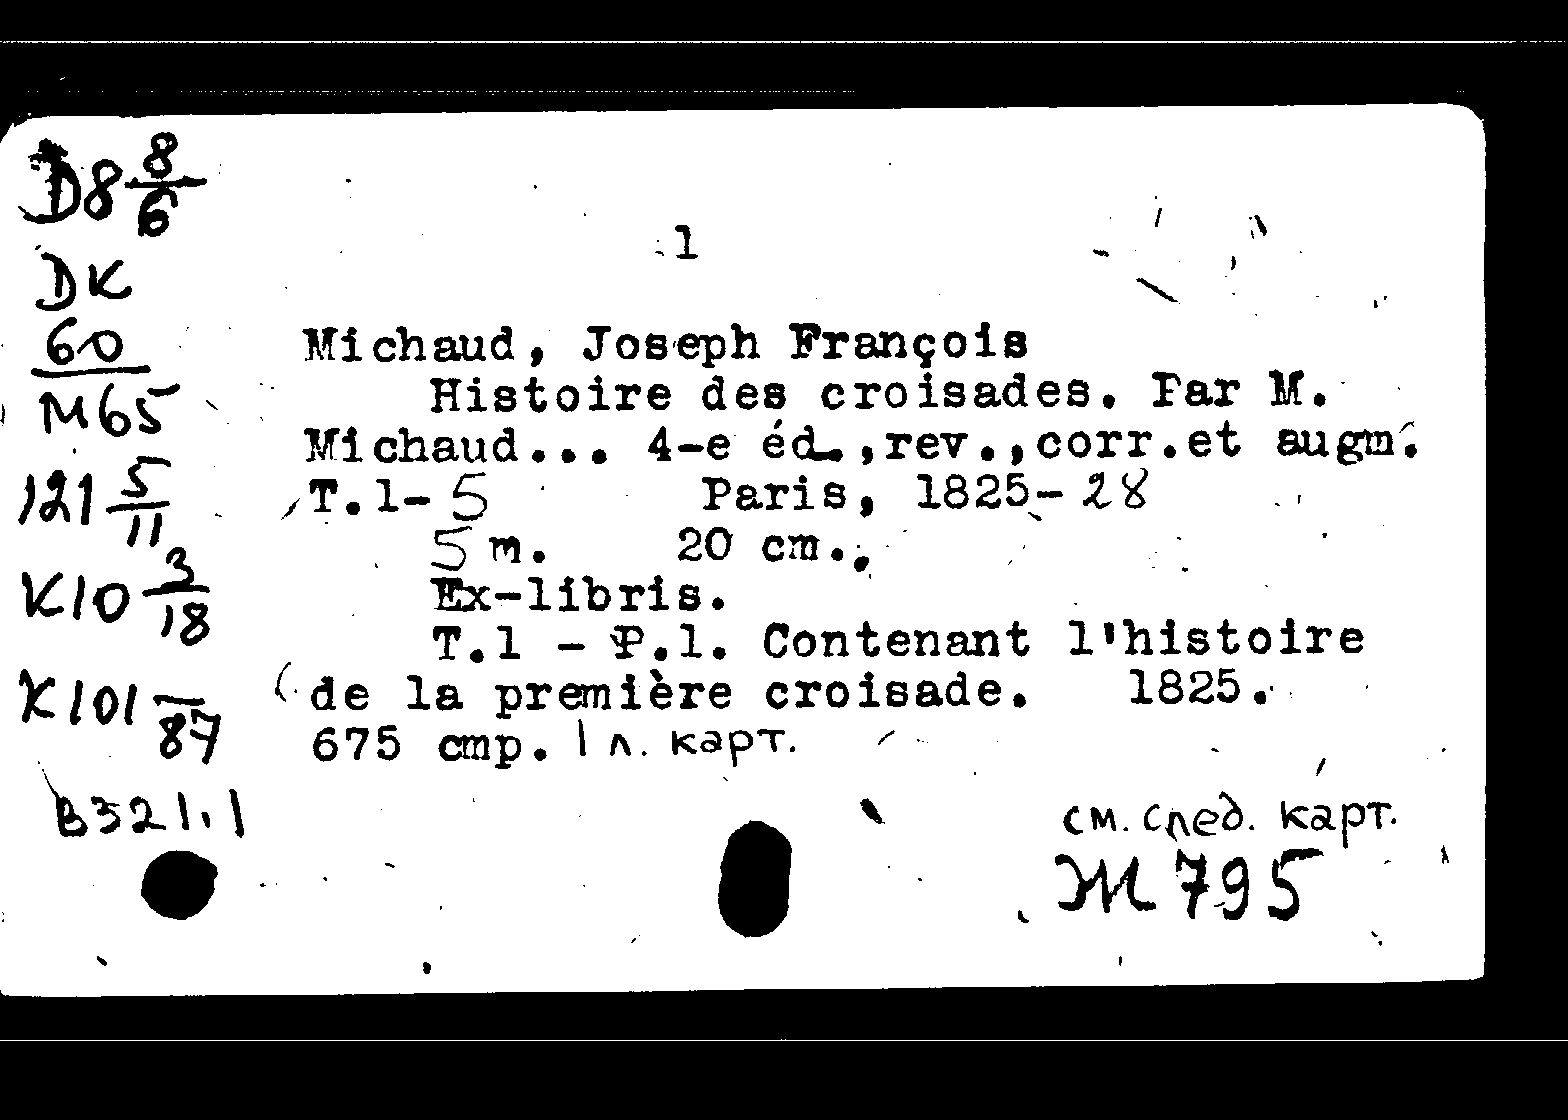 D8 8/6
1
DK
60
M65
Michaud, Joseph François
Histoire des croisades. Par M.
Michaud... 4-e éd.,rev.,corr.et augm.
T.1-5 Paris, 1825-28
5 т. 20 cm.
Ex-libris.
T.1 - P.1. Contenant l'histoire
de la première croisade. 1825.
675 стр. 1 л. карт.
121 5/11
K10 3/18
K101 —/87
B321.1
см. след. карт.
M795